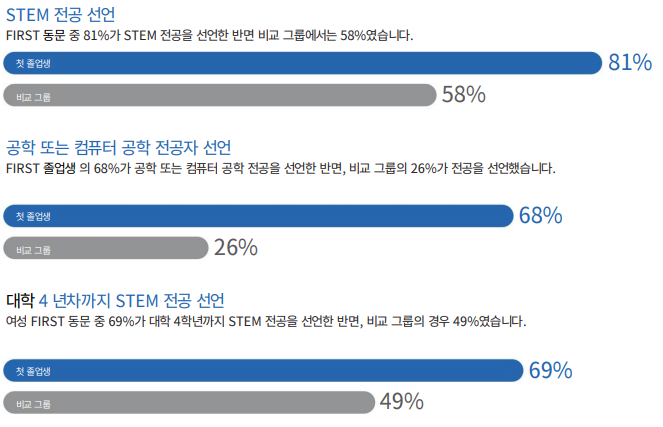 STEM 전공 선언
FIRST 동문 중 81%가 STEM 전공을 선언한 반면 비교 그룹에서는 58%였습니다.
첫 졸업생
81%
비교 그룹
58%
공학 또는 컴퓨터 공학 전공자 선언
FIRST 졸업생 의 68%가 공학 또는 컴퓨터 공학 전공을 선언한 반면, 비교 그룹의 26%가 전공을 선언했습니다.
첫 졸업생
68%
비교 그룹
26%
대학 4 년차까지 STEM 전공 선언
여성 FIRST 동문 중 69%가 대학 4학년까지 STEM 전공을 선언한 반면, 비교 그룹의 경우 49%였습니다.
첫 졸업생
69%
비교 그룹
49%